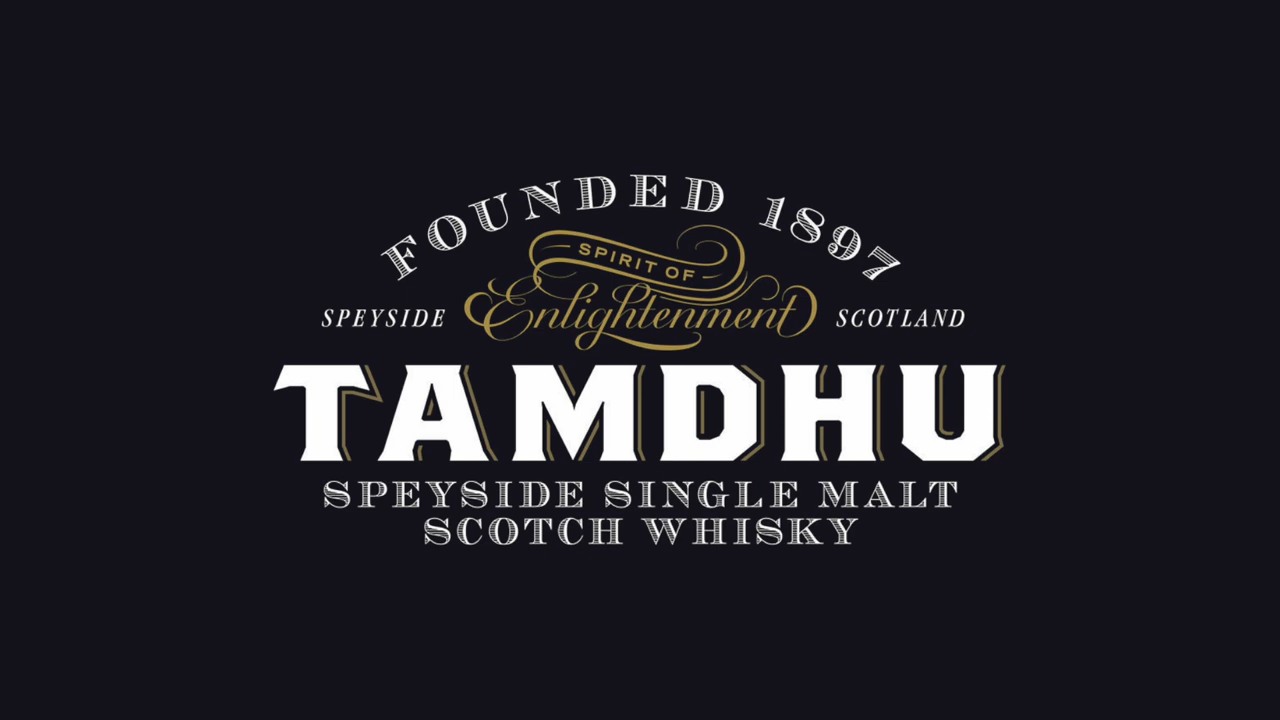 FOUNDED 1897
SPIRIT OF
SPEYSIDE Enlightenment SCOTLAND
TAMDHU
SPEYSIDE SINGLE MALT
SCOTCH WHISKY